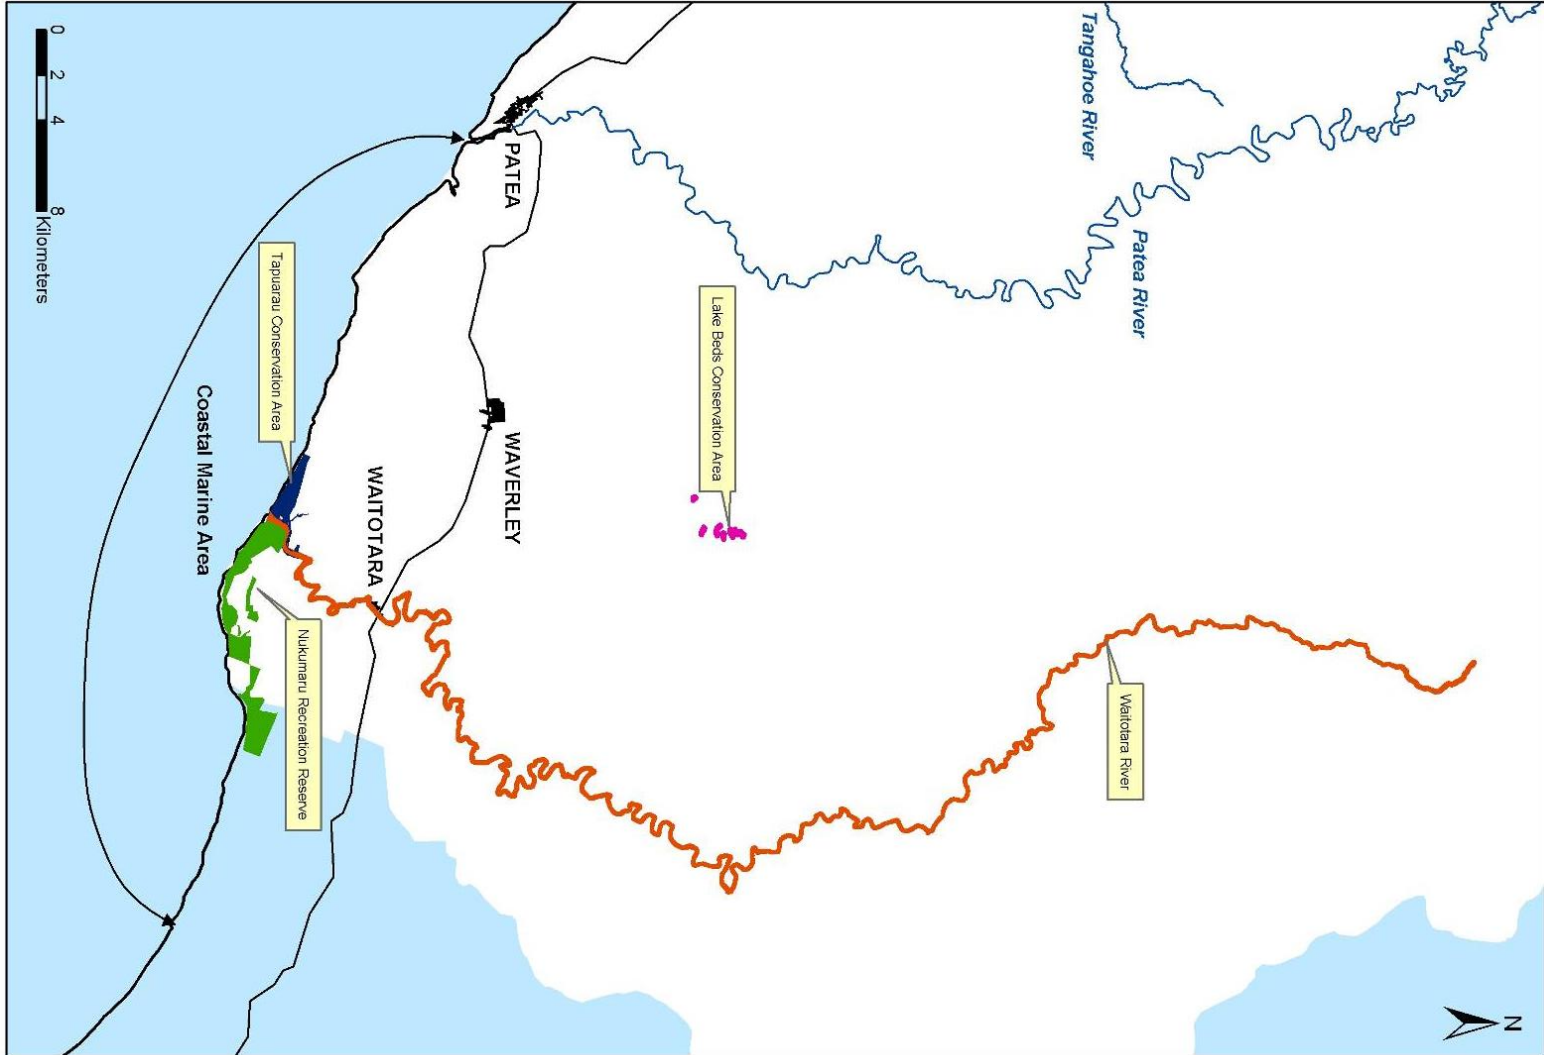 N
Tangahoe River
Patea River
Waitotara River
Lake Beds Conservation Area
PATEA
WAVERLEY
WAITOTARA
Nukumaru Recreation Reserve
Tapuarau Conservation Area
Coastal Marine Area
0 2 4 8
Kilometers